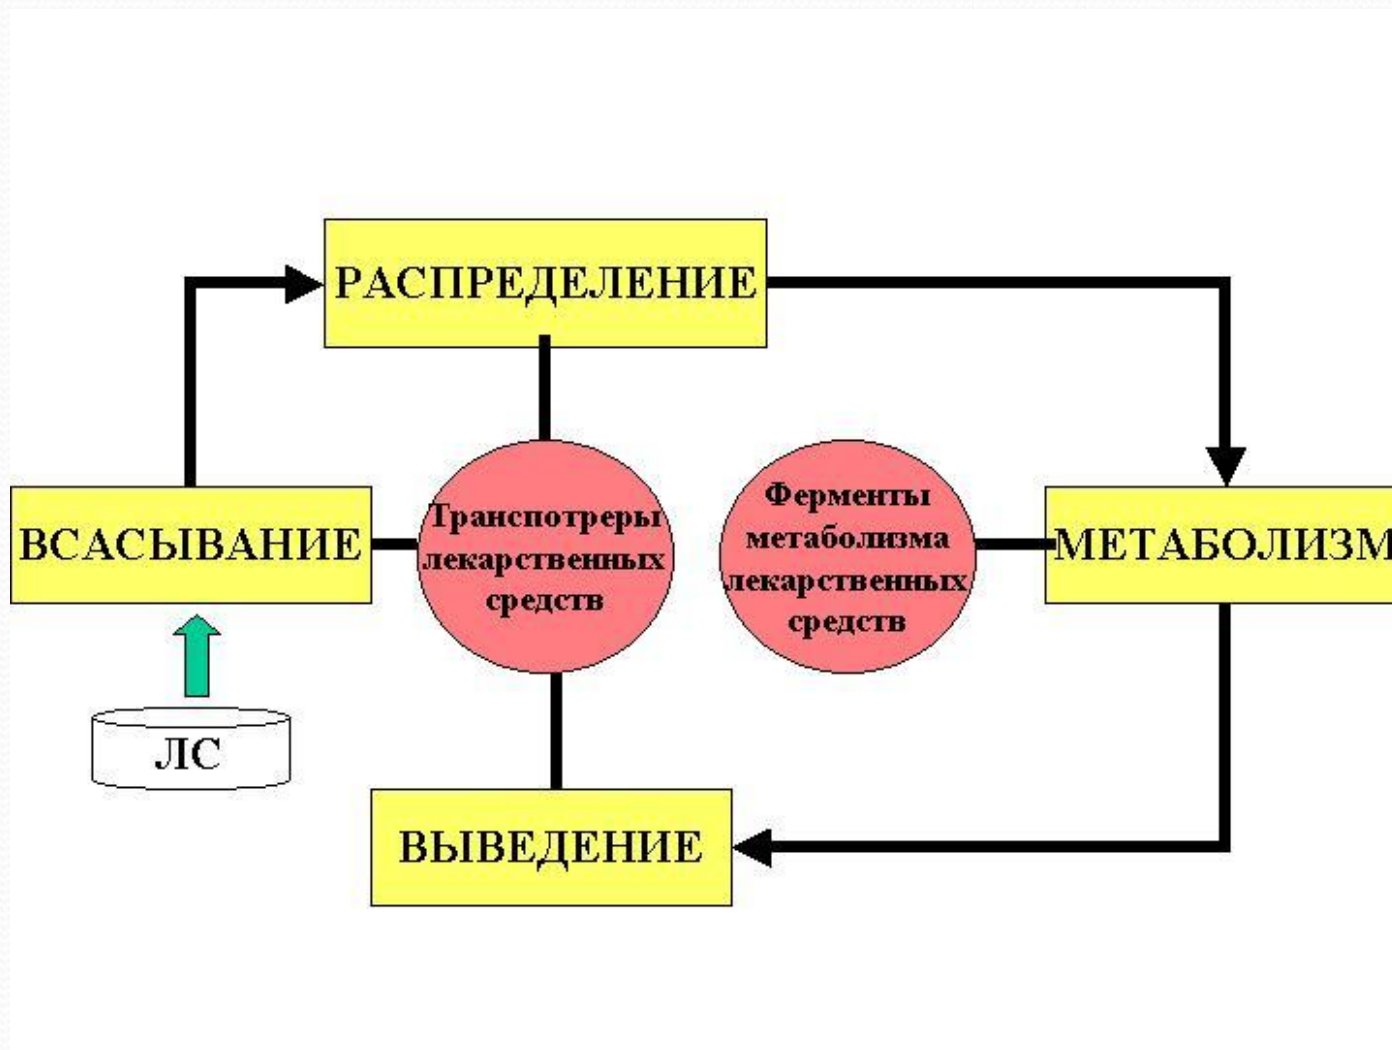 РАСПРЕДЕЛЕНИЕ
ВСАСЫВАНИЕ
Транспотреры
лекарственных
средств
Ферменты
метаболизма
лекарственных
средств
МЕТАБОЛИЗМ
ЛС
ВЫВЕДЕНИЕ